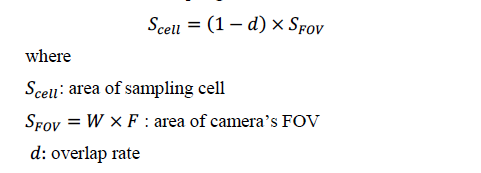 S_cell = (1 − d) × S_FOV
where
S_cell: area of sampling cell
S_FOV = W × F : area of camera's FOV
d: overlap rate